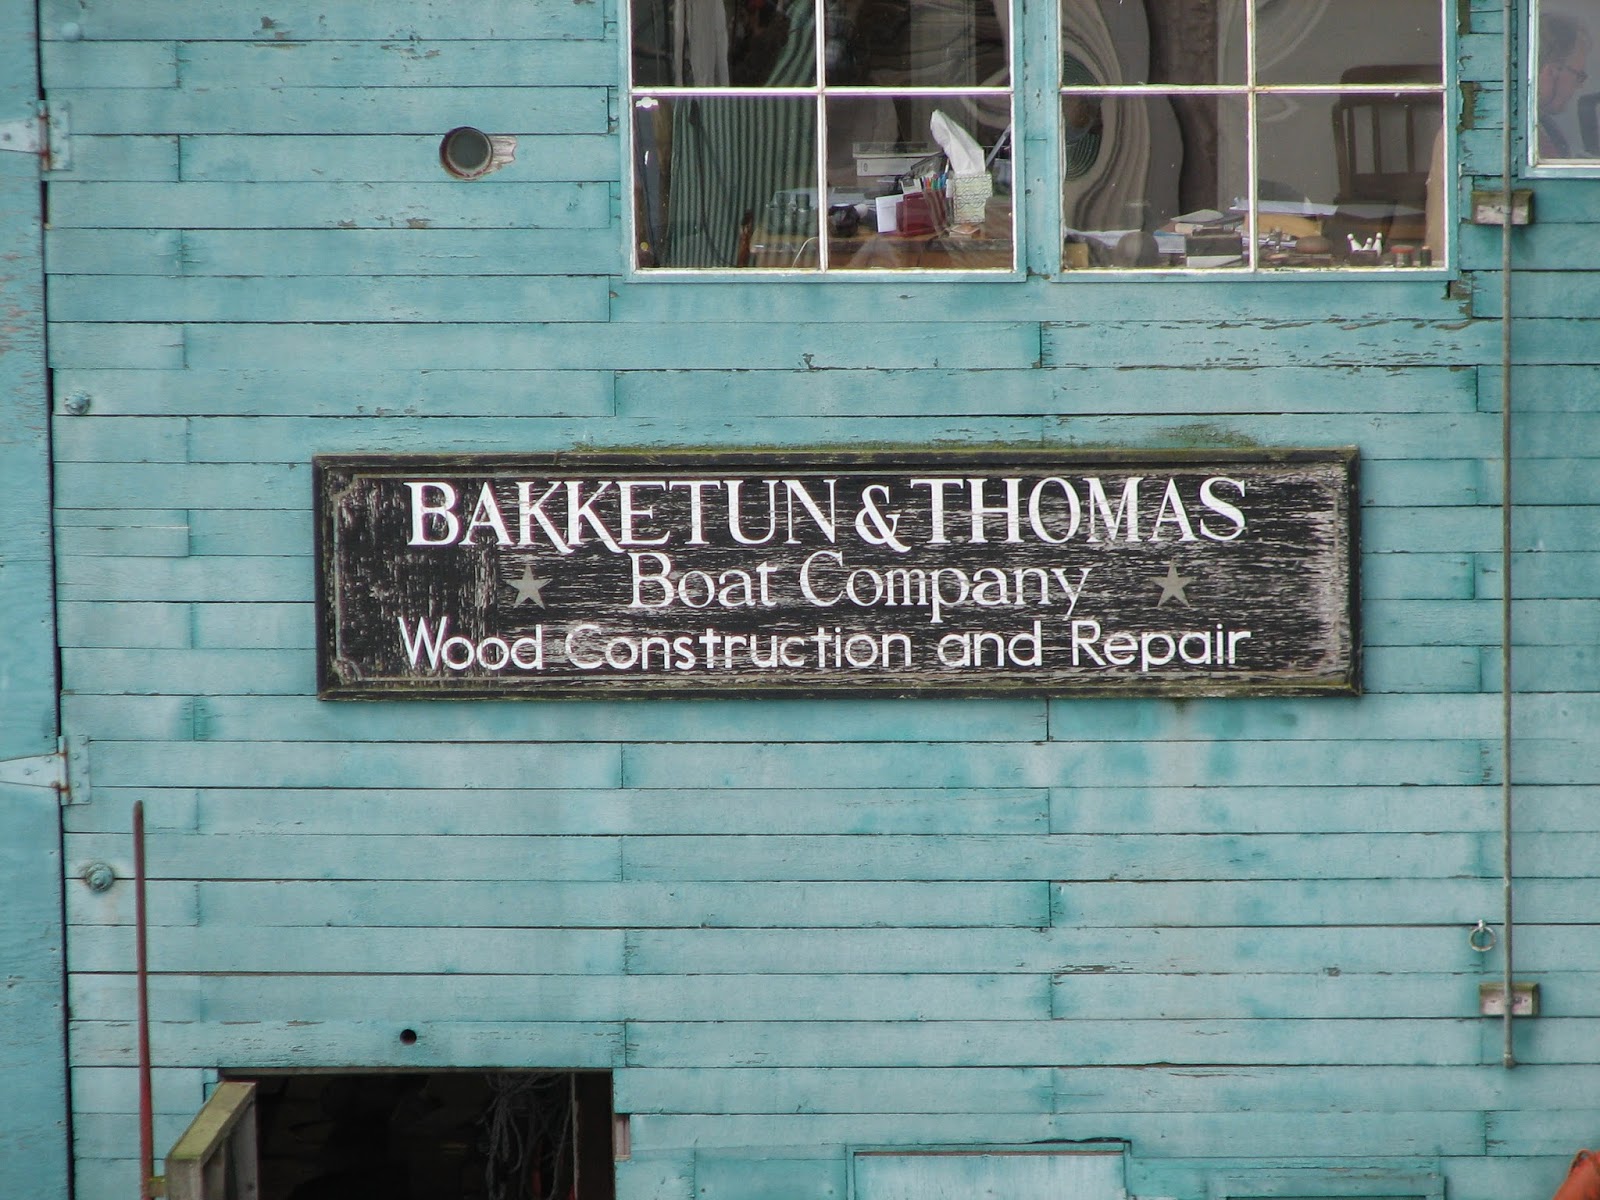 BAKKETUN & THOMAS
Boat Company
Wood Construction and Repair